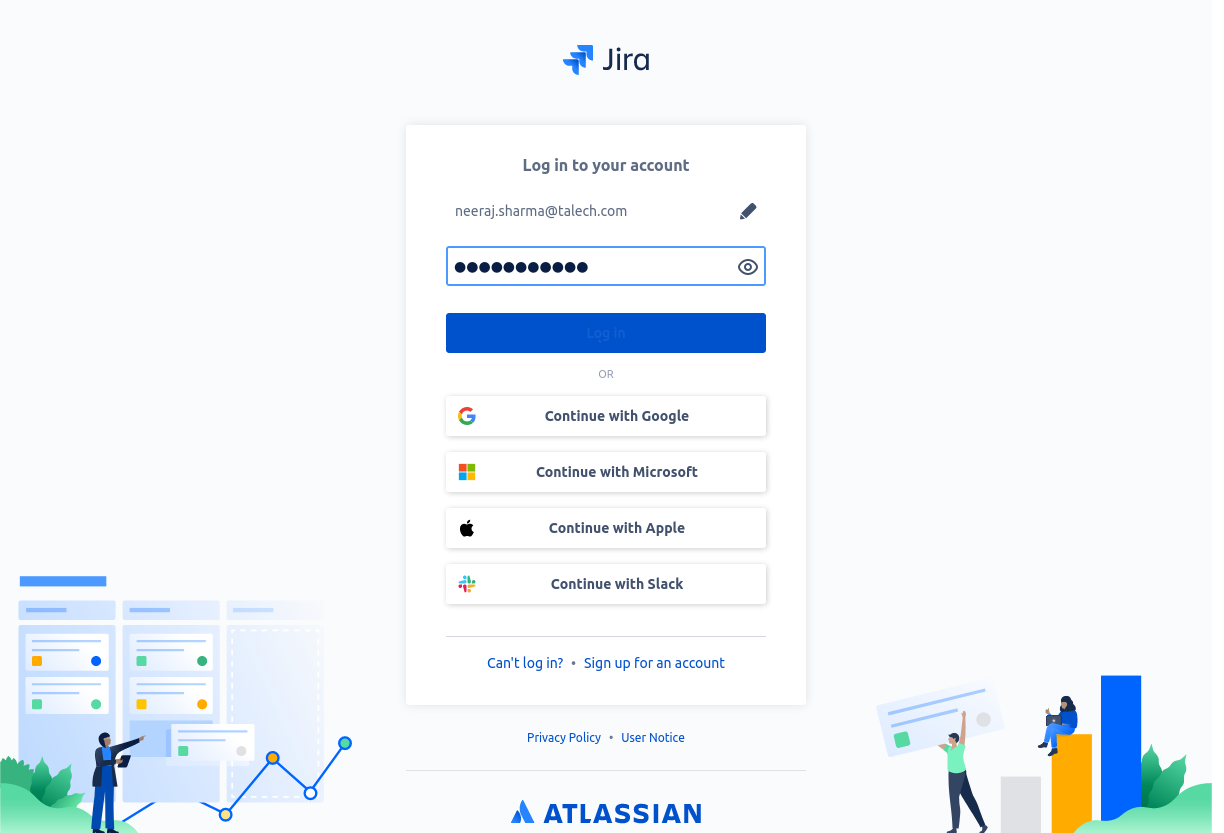 Jira
Log in to your account
neeraj.sharma@talech.com
Log in
OR
Continue with Google
Continue with Microsoft
Continue with Apple
Continue with Slack
Can't log in? • Sign up for an account
Privacy Policy • User Notice
ATLASSIAN